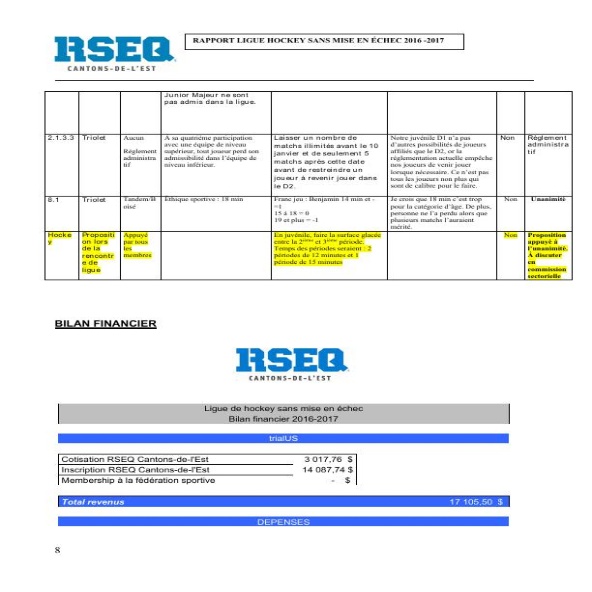 RSEQ
CANTONS-DE-L'EST
RAPPORT LIGUE HOCKEY SANS MISE EN ÉCHEC 2016 -2017
Junior Majeur ne sont
pas admis dans la ligue.
2.1.3.3
Triolet
Aucun
Règlement
administra
tif
A sa quatrième participation
avec une équipe de niveau
supérieur, tout joueur perd son
admissibilité dans l'équipe de
niveau inférieur.
Laisser un nombre de
matchs illimités avant le 10
janvier et de seulement 5
matchs après cette date
avant de restreindre un
joueur à revenir jouer dans
le D2.
Notre juvénile D1 n'a pas
d'autres possibilités de joueurs
affiliés que le D2, or la
réglementation actuelle empêche
nos joueurs de venir jouer
lorsque nécessaire. Ce n'est pas
tous les joueurs non plus qui
sont de calibre pour le faire.
Non
Règlement
administra
tif
8.1
Triolet
Tandem/B
oisé
Ethique sportive : 18 min
Franc jeu : Benjamin 14 min et -
=1
15 à 18 = 0
19 et plus = -1
Je crois que 18 min c'est trop
pour la catégorie d'âge. De plus,
personne ne l'a perdu alors que
plusieurs matchs l'auraient
mérité.
Non
Unanimité
Hocke
y
Propositi
on lors
de la
rencontr
e de
ligue
Appuyé
par tous
les
membres
En juvénile, faire la surface glacée
entre la 2ième et 3ième période.
Temps des périodes seraient : 2
périodes de 12 minutes et 1
période de 15 minutes
Non
Proposition
appuyé à
l'unanimité.
À discuter
en
commission
sectorielle
BILAN FINANCIER
RSEQ
CANTONS-DE-L'EST
Ligue de hockey sans mise en échec
Bilan financier 2016-2017
trialUS
Cotisation RSEQ Cantons-de-l'Est 3 017,76 $
Inscription RSEQ Cantons-de-l'Est 14 087,74 $
Membership à la fédération sportive - $
Total revenus 17 105,50 $
DEPENSES
8